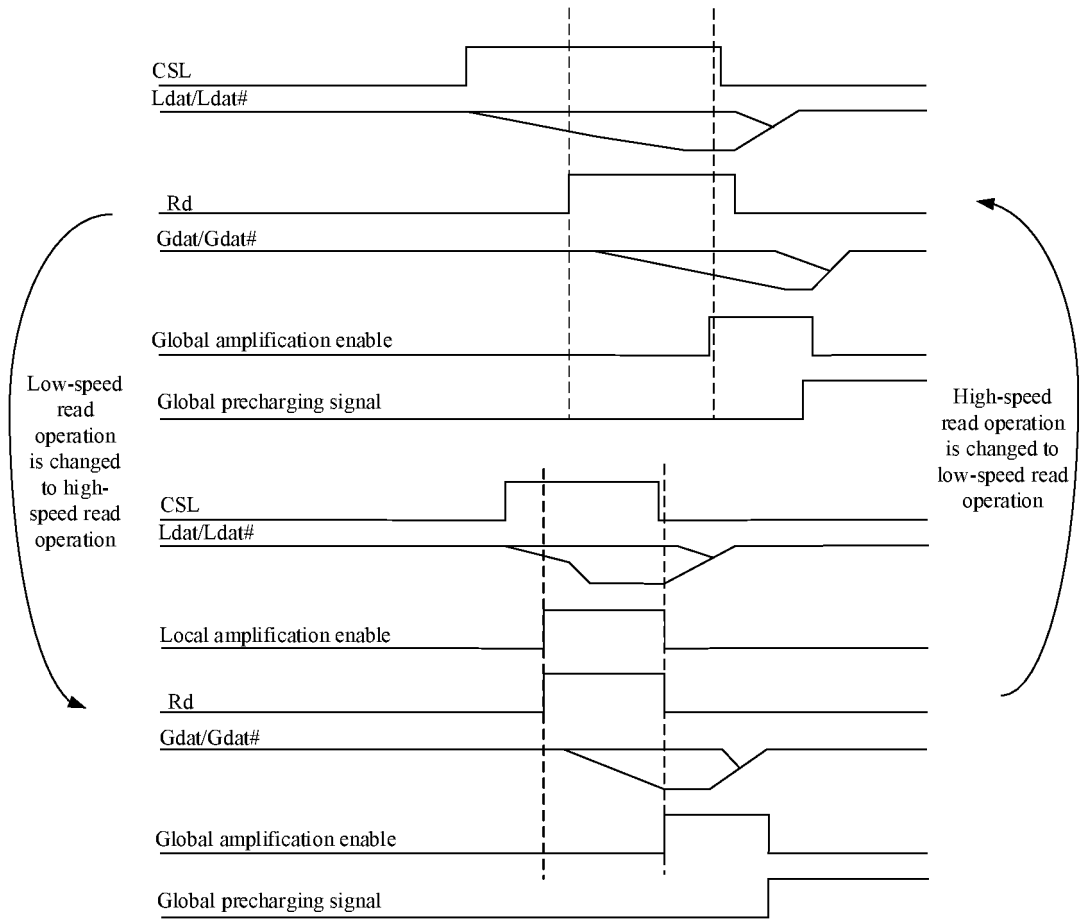 CSL
Ldat/Ldat#
Rd
Gdat/Gdat#
Global amplification enable
Global precharging signal
Low-speed
read
operation
is changed
to high-
speed read
operation
High-speed
read operation
is changed to
low-speed read
operation
CSL
Ldat/Ldat#
Local amplification enable
Rd
Gdat/Gdat#
Global amplification enable
Global precharging signal